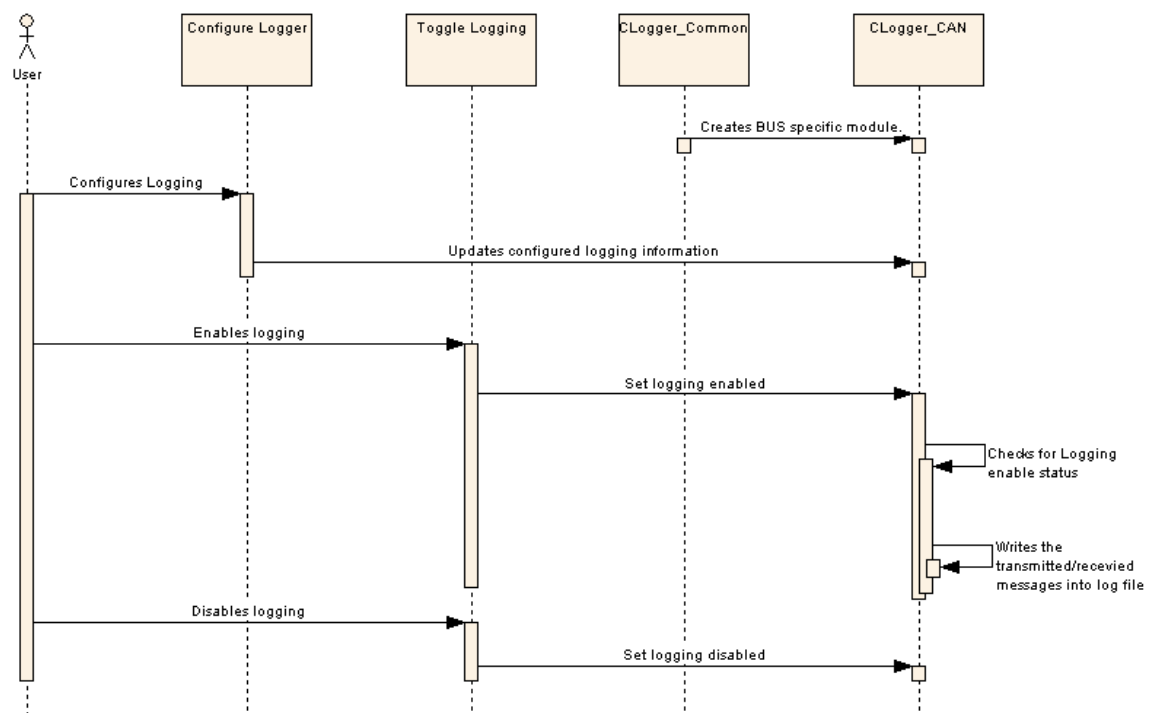 User
Configure Logger
Toggle Logging
CLogger_Common
CLogger_CAN
Creates BUS specific module.
Configures Logging
Updates configured logging information
Enables logging
Set logging enabled
Checks for Logging
enable status
Writes the
transmitted/recevied
messages into log file
Disables logging
Set logging disabled